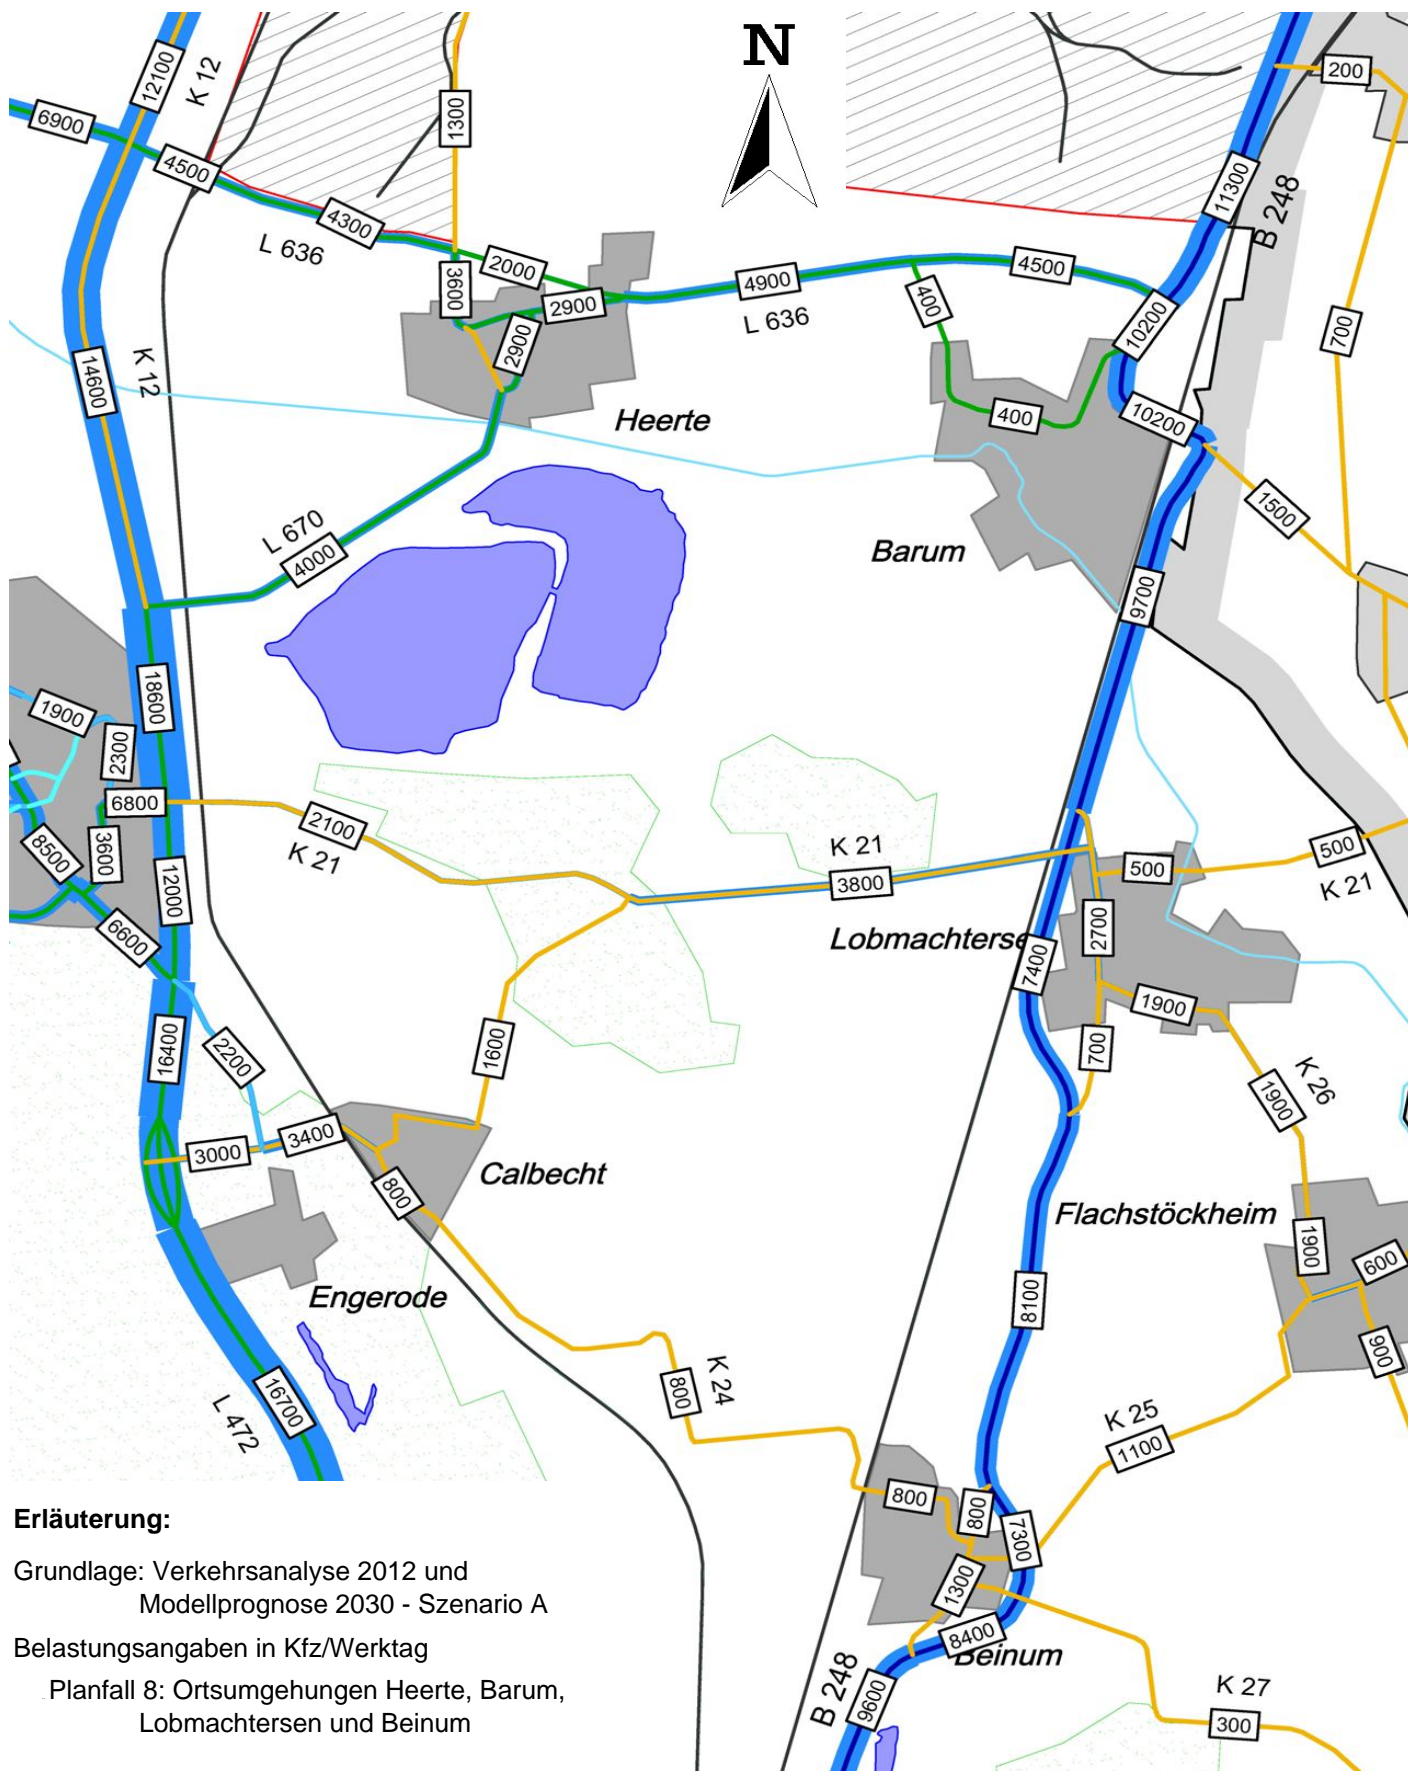 N
12100
K 12
6900
1300
200
4500
4300
L 636
11300
B 248
2000
3600
2900
4900
L 636
4500
400
10200
700
2900
14600
K 12
Heerte
400
10200
1500
L 670
4000
Barum
9700
18600
1900
2300
6800
2100
K 21
K 21
3800
500
500
K 21
8500
3600
12000
2700
Lobmachterse
7400
6600
1900
700
16400
2200
1600
K 26
1900
3000
3400
Calbecht
800
Flachstöckheim
1900
600
Engerode
8100
900
K 24
800
16700
L 472
K 25
1100
800
800
7300
1300
8400
Beinum
B 248
9600
K 27
300
Erläuterung:
Grundlage: Verkehrsanalyse 2012 und
Modellprognose 2030 - Szenario A
Belastungsangaben in Kfz/Werktag
Planfall 8: Ortsumgehungen Heerte, Barum,
Lobmachtersen und Beinum